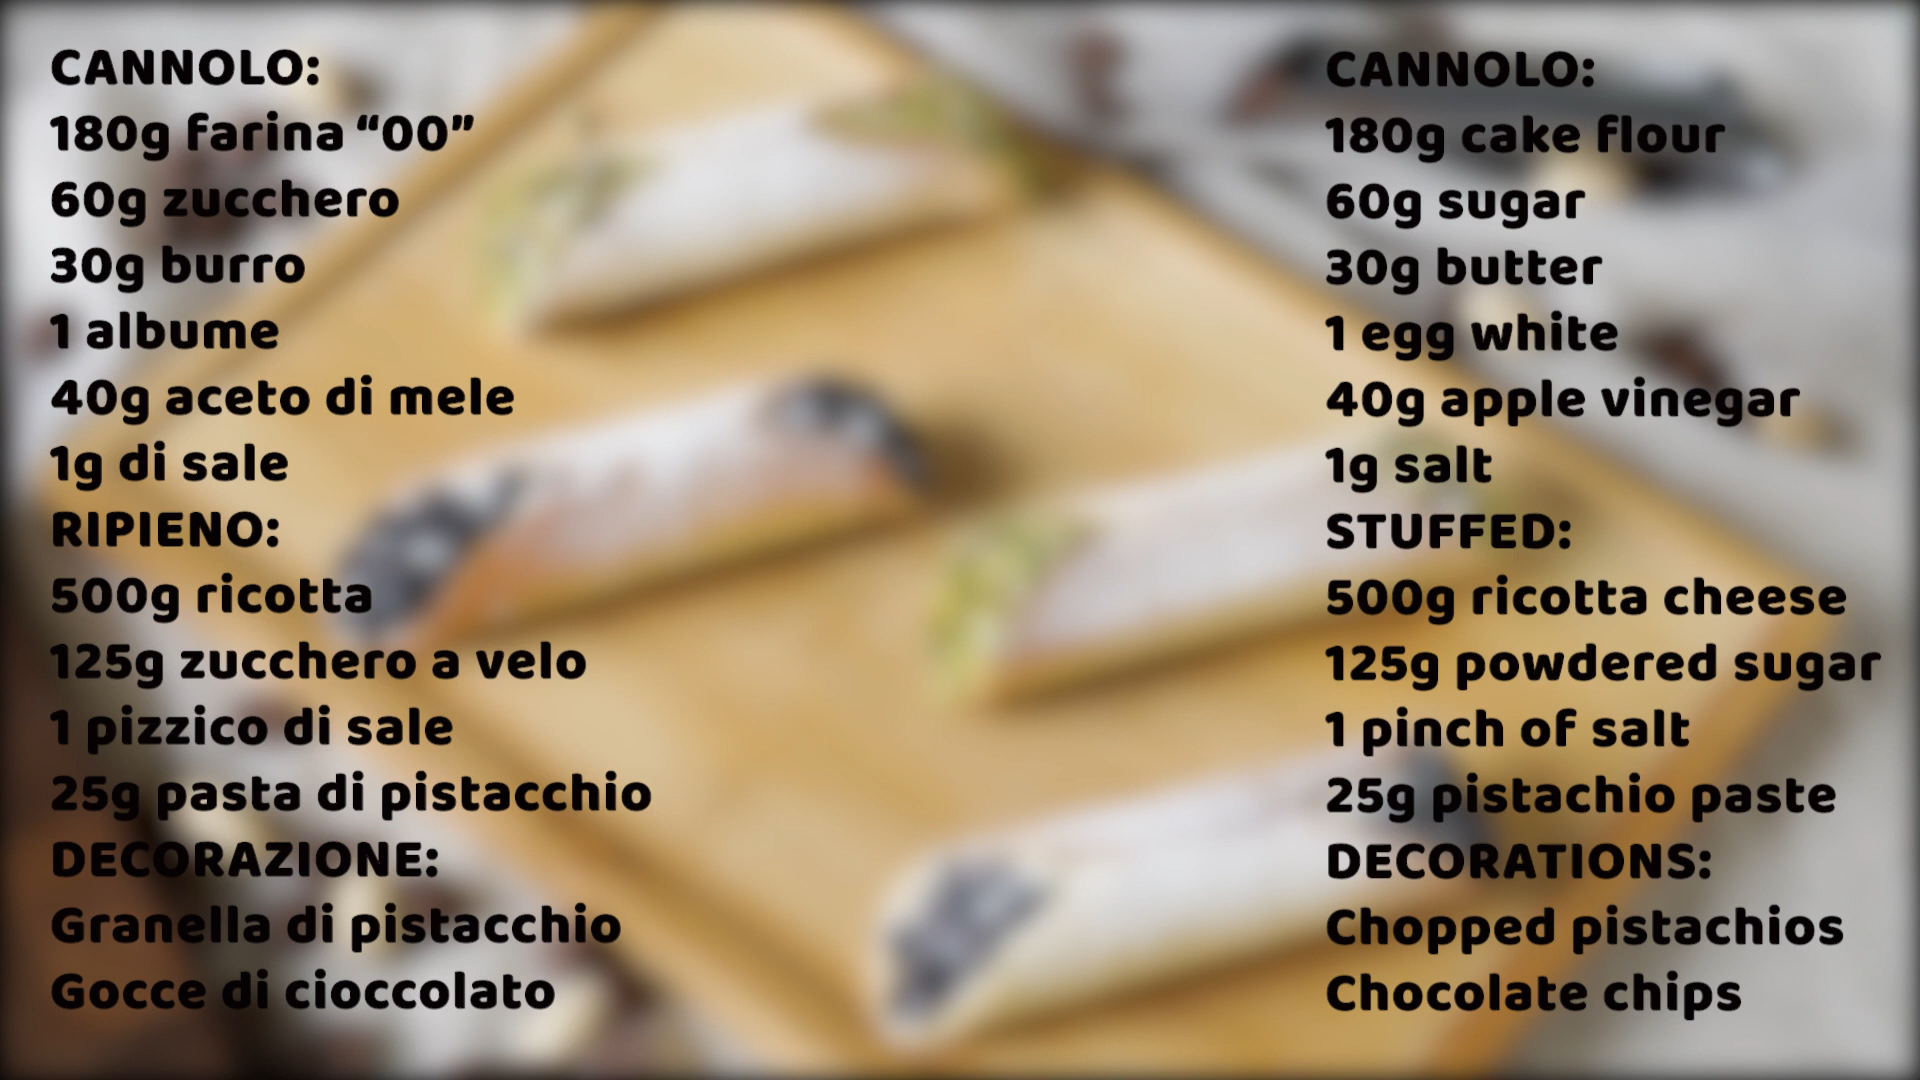 CANNOLO:
180g farina “00”
60g zucchero
30g burro
1 albume
40g aceto di mele
1g di sale
RIPIENO:
500g ricotta
125g zucchero a velo
1 pizzico di sale
25g pasta di pistacchio
DECORAZIONE:
Granella di pistacchio
Gocce di cioccolato
CANNOLO:
180g cake flour
60g sugar
30g butter
1 egg white
40g apple vinegar
1g salt
STUFFED:
500g ricotta cheese
125g powdered sugar
1 pinch of salt
25g pistachio paste
DECORATIONS:
Chopped pistachios
Chocolate chips